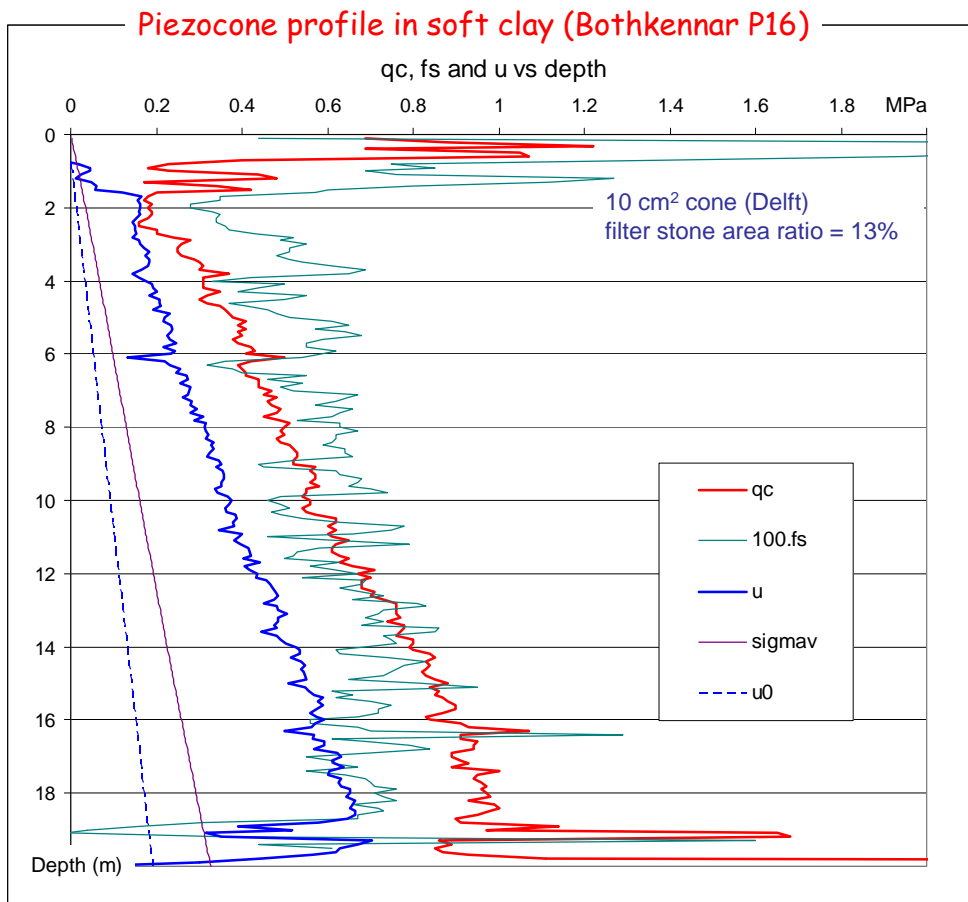 Piezocone profile in soft clay (Bothkennar P16)
qc, fs and u vs depth
0 0.2 0.4 0.6 0.8 1 1.2 1.4 1.6 1.8 MPa
0
10 cm² cone (Delft)
2
filter stone area ratio = 13%
4
6
8
qc
10
100.fs
12
u
14
sigmav
u0
16
18
Depth (m)